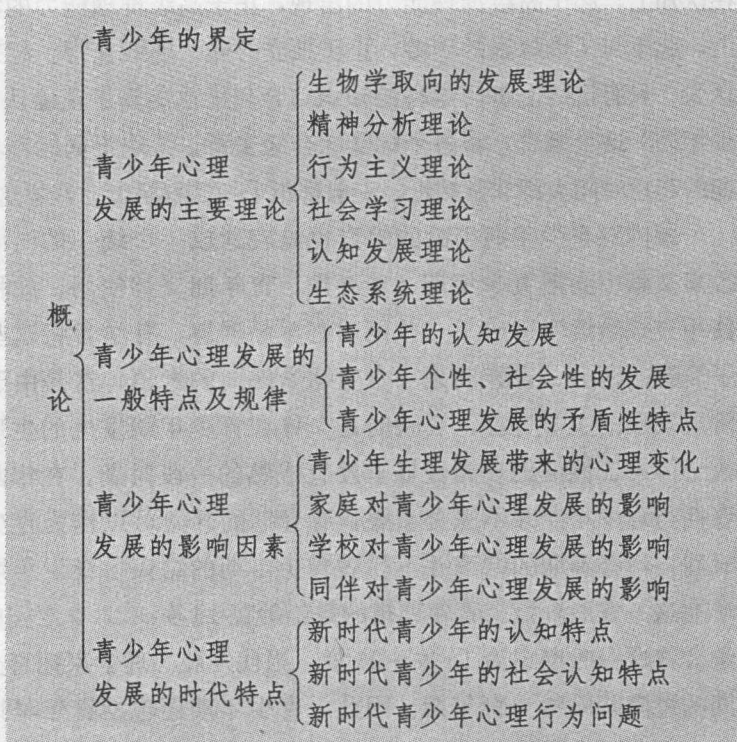 概
论
青少年的界定
青少年心理
发展的主要理论
生物学取向的发展理论
精神分析理论
行为主义理论
社会学习理论
认知发展理论
生态系统理论
青少年心理发展的
一般特点及规律
青少年的认知发展
青少年个性、社会性的发展
青少年心理发展的矛盾性特点
青少年心理
发展的影响因素
青少年生理发展带来的心理变化
家庭对青少年心理发展的影响
学校对青少年心理发展的影响
同伴对青少年心理发展的影响
青少年心理
发展的时代特点
新时代青少年的认知特点
新时代青少年的社会认知特点
新时代青少年心理行为问题